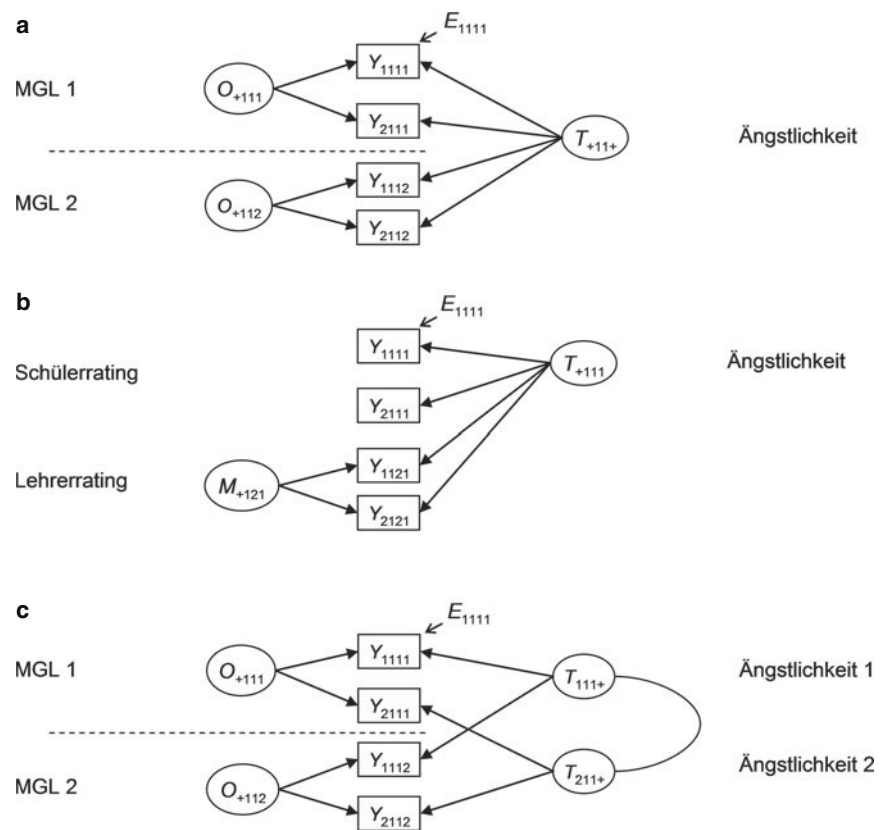 a
E₁₁₁₁
MGL 1
O₊₁₁₁
Y₁₁₁₁
Y₂₁₁₁
T₊₁₁₊
Ängstlichkeit
MGL 2
O₊₁₁₂
Y₁₁₁₂
Y₂₁₁₂
b
E₁₁₁₁
Y₁₁₁₁
T₊₁₁₁
Ängstlichkeit
Schülerrating
Y₂₁₁₁
Lehrerrating
M₊₁₂₁
Y₁₁₂₁
Y₂₁₂₁
c
E₁₁₁₁
MGL 1
O₊₁₁₁
Y₁₁₁₁
T₁₁₁₊
Ängstlichkeit 1
Y₂₁₁₁
MGL 2
O₊₁₁₂
Y₁₁₁₂
T₂₁₁₊
Ängstlichkeit 2
Y₂₁₁₂